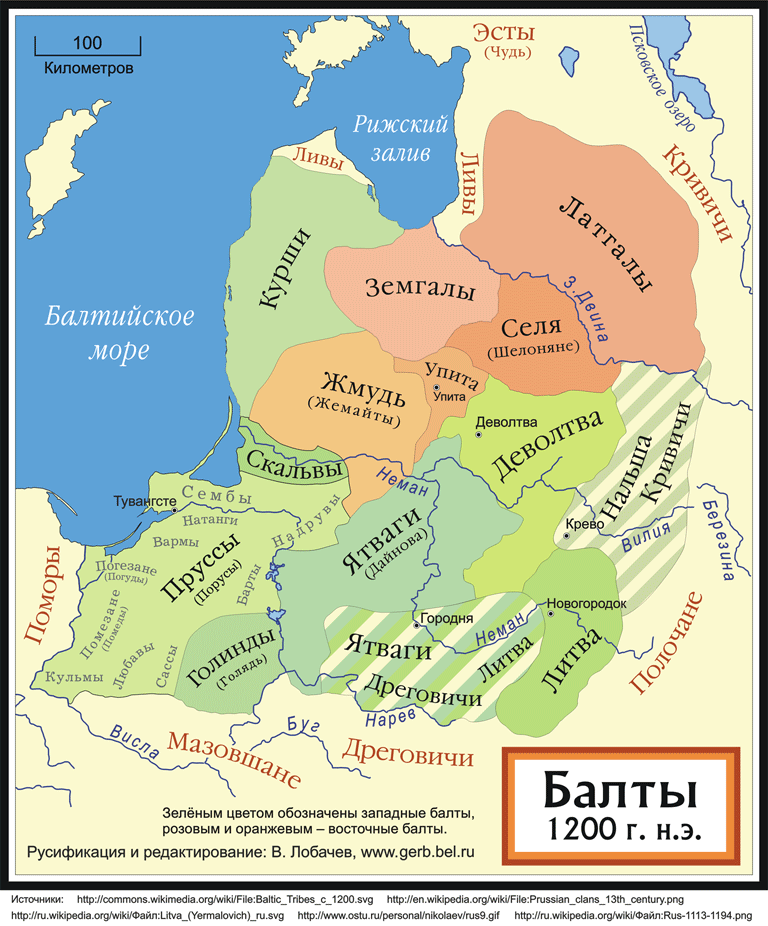 100
Километров
Эсты
(Чудь)
Псковское озеро
Рижский
залив
Ливы
Ливы
Кривичи
Латгалы
Курши
Земгалы
З. Двина
Балтийское
море
Селя
(Шелоняне)
Жмудь
(Жемайты)
Упита
Упита
Деволтва
Деволтва
Скальвы
Неман
Нальша
Кривичи
Тувангсте
Сембы
Натанги
Надрувы
Вармы
Ятваги
(Дайнова)
Крево
Вилия
Березина
Поморы
Погезане
(Погуды)
Пруссы
(Порусы)
Барты
Помезане
(Помеды)
Новогородок
Городня
Неман
Полочане
Голинды
(Голядь)
Ятваги
Литва
Литва
Любавы
Сассы
Кульмы
Дреговичи
Висла
Буг
Нарев
Мазовшане
Дреговичи
Балты
1200 г. н.э.
Зелёным цветом обозначены западные балты,
розовым и оранжевым – восточные балты.
Русификация и редактирование: В. Лобачев, www.gerb.bel.ru
Источники: http://commons.wikimedia.org/wiki/File:Baltic_Tribes_c_1200.svg http://en.wikipedia.org/wiki/File:Prussian_clans_13th_century.png
http://ru.wikipedia.org/wiki/Файл:Litva_(Yermalovich)_ru.svg http://www.ostu.ru/personal/nikolaev/rus9.gif http://ru.wikipedia.org/wiki/Файл:Rus-1113-1194.png